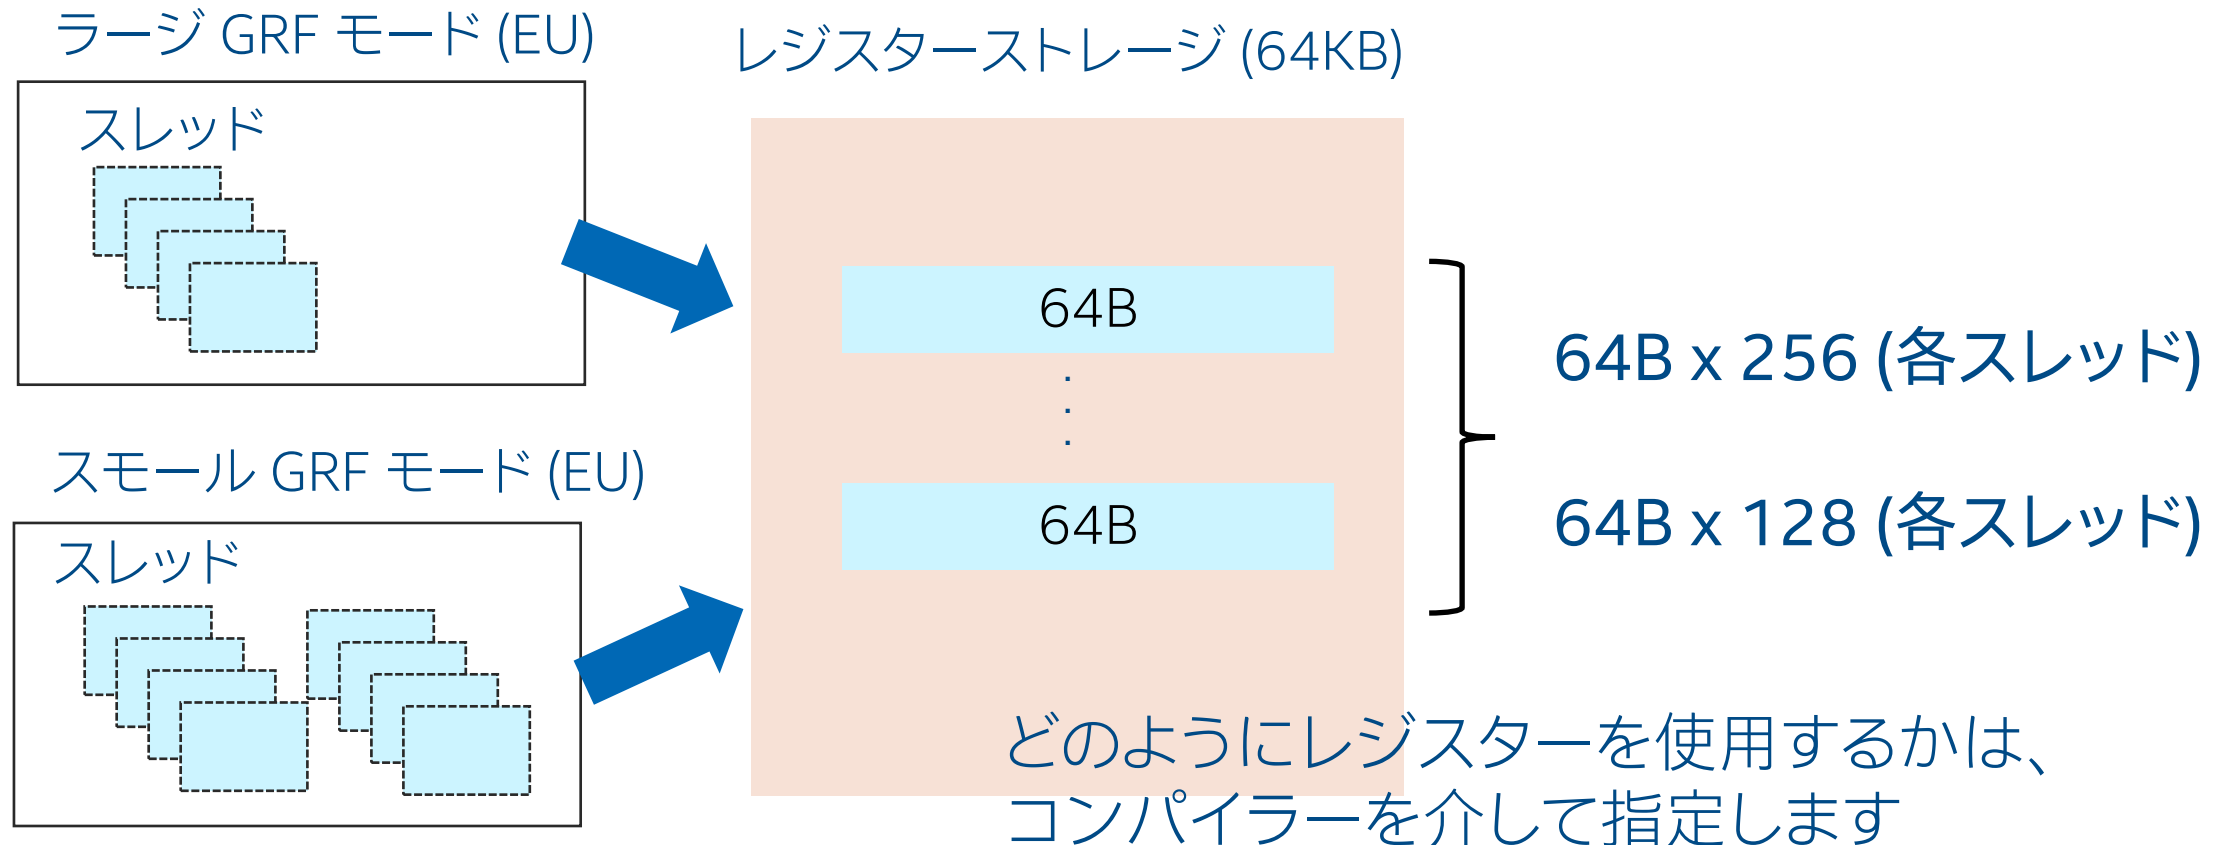 ラージ GRF モード (EU)
スレッド
スモール GRF モード (EU)
スレッド
レジスターストレージ (64KB)
64B
.
.
.
64B
64B x 256 (各スレッド)
64B x 128 (各スレッド)
どのようにレジスターを使用するかは、
コンパイラーを介して指定します